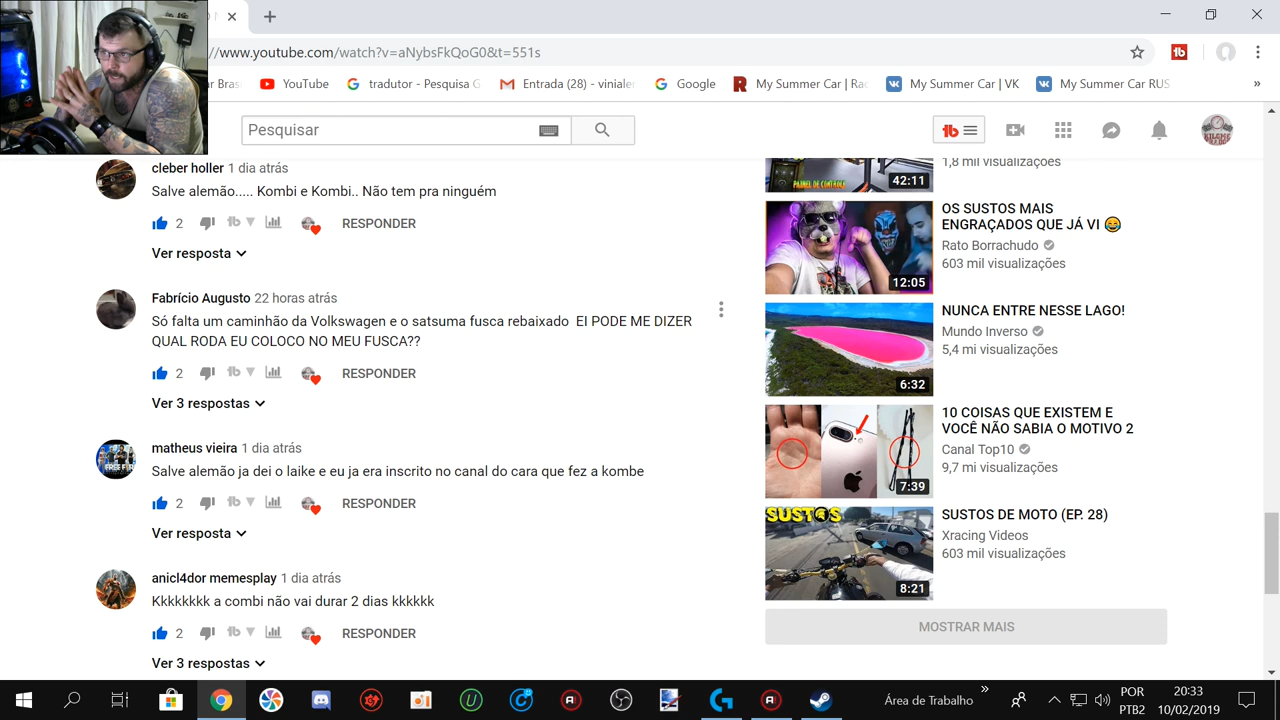 //www.youtube.com/watch?v=aNybsFkQoG0&t=551s
ar Bras
YouTube
tradutor - Pesquisa G
Entrada (28) - viniale
Google
My Summer Car | Rac
My Summer Car | VK
My Summer Car RUS
»
Pesquisar
cleber holler 1 dia atrás
Salve alemão..... Kombi e Kombi.. Não tem pra ninguém
2 RESPONDER
Ver resposta
Fabrício Augusto 22 horas atrás
Só falta um caminhão da Volkswagen e o satsuma fusca rebaixado EI PODE ME DIZER
QUAL RODA EU COLOCO NO MEU FUSCA??
2 RESPONDER
Ver 3 respostas
matheus vieira 1 dia atrás
Salve alemão ja dei o laike e eu ja era inscrito no canal do cara que fez a kombe
2 RESPONDER
Ver resposta
anicl4dor memesplay 1 dia atrás
Kkkkkkkk a combi não vai durar 2 dias kkkkkk
2 RESPONDER
Ver 3 respostas
1,8 mil visualizações
PAINEL DE CONTROLE
42:11
OS SUSTOS MAIS
ENGRAÇADOS QUE JÁ VI 😂
Rato Borrachudo
603 mil visualizações
12:05
NUNCA ENTRE NESSE LAGO!
Mundo Inverso
5,4 mi visualizações
6:32
10 COISAS QUE EXISTEM E
VOCÊ NÃO SABIA O MOTIVO 2
Canal Top10
9,7 mi visualizações
7:39
SUSTOS
SUSTOS DE MOTO (EP. 28)
Xracing Videos
603 mil visualizações
8:21
MOSTRAR MAIS
Área de Trabalho
»
POR
PTB2
20:33
10/02/2019